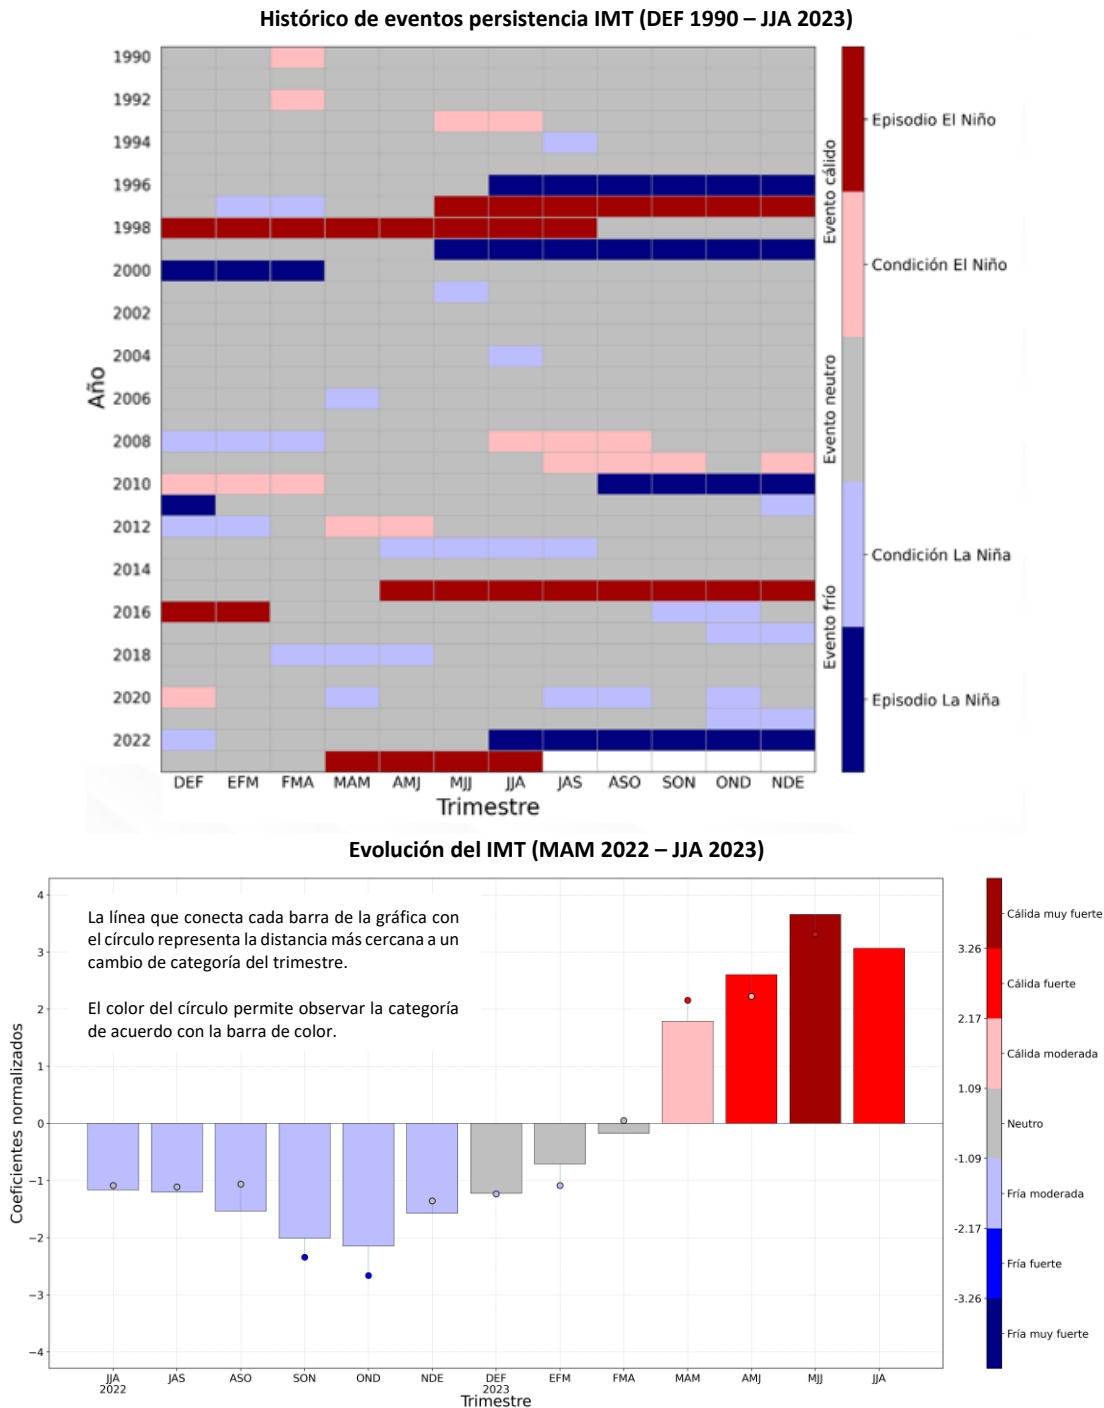 Histórico de eventos persistencia IMT (DEF 1990 – JJA 2023)
1990
1992
1994
1996
1998
2000
2002
2004
2006
2008
2010
2012
2014
2016
2018
2020
2022
Año
DEF EFM FMA MAM AMJ MJJ JJA JAS ASO SON OND NDE
Trimestre
Evento cálido
Evento neutro
Evento frío
Episodio El Niño
Condición El Niño
Condición La Niña
Episodio La Niña
Evolución del IMT (MAM 2022 – JJA 2023)
La línea que conecta cada barra de la gráfica con
el círculo representa la distancia más cercana a un
cambio de categoría del trimestre.
El color del círculo permite observar la categoría
de acuerdo con la barra de color.
Coeficientes normalizados
4
3
2
1
0
−1
−2
−3
−4
JJA JAS ASO SON OND NDE DEF EFM FMA MAM AMJ MJJ JJA
2022 2023
Trimestre
Cálida muy fuerte
3.26
Cálida fuerte
2.17
Cálida moderada
1.09
Neutro
-1.09
Fría moderada
-2.17
Fría fuerte
-3.26
Fría muy fuerte